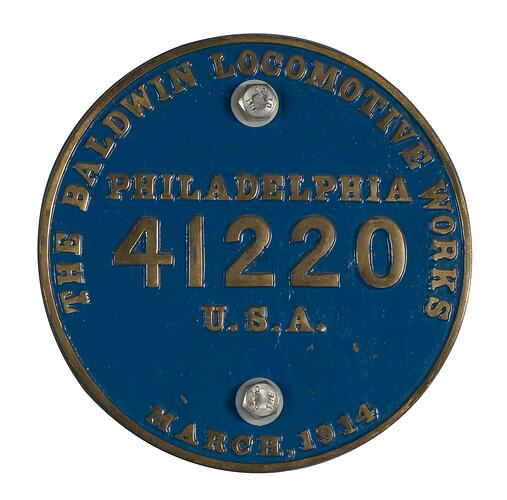 THE BALDWIN LOCOMOTIVE WORKS
PHILADELPHIA
41220
U.S.A.
MARCH, 1914